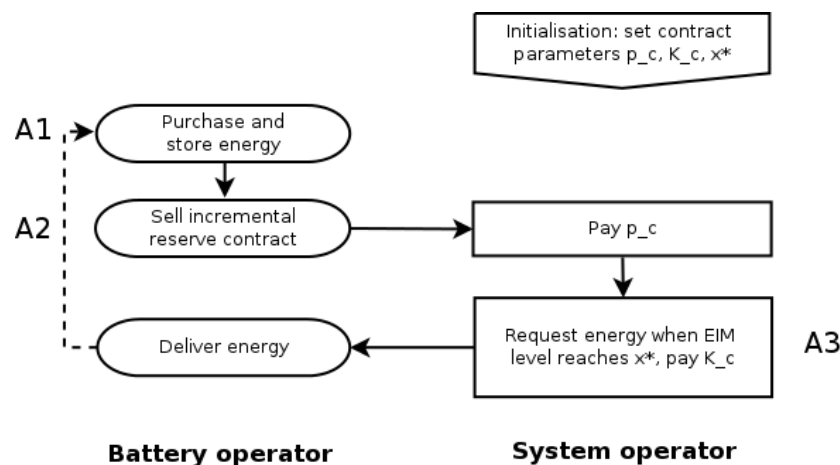 Initialisation: set contract
parameters p_c, K_c, x*
A1
Purchase and
store energy
A2
Sell incremental
reserve contract
Pay p_c
Deliver energy
Request energy when EIM
level reaches x*, pay K_c
A3
Battery operator
System operator